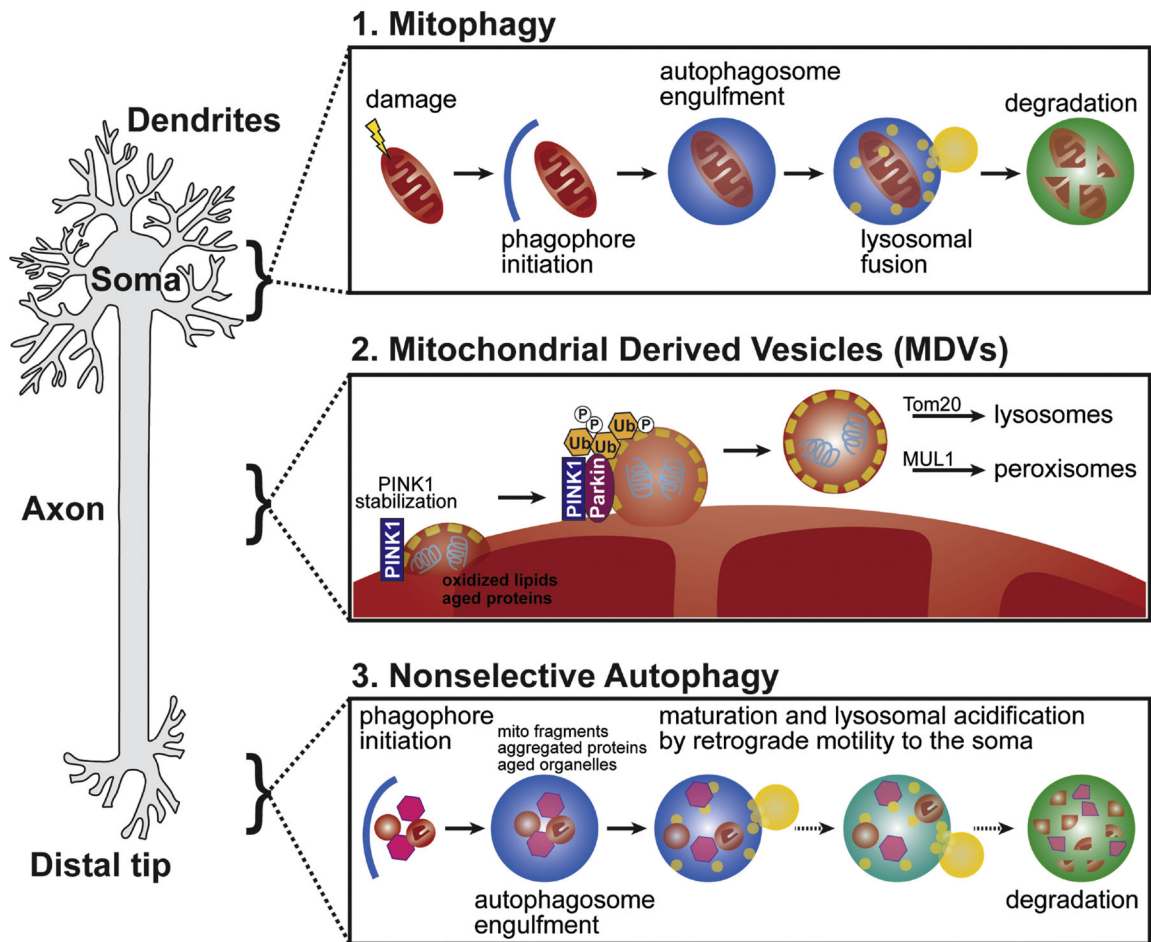 1. Mitophagy
damage
phagophore
initiation
autophagosome
engulfment
lysosomal
fusion
degradation
Dendrites
Soma
Axon
Distal tip
2. Mitochondrial Derived Vesicles (MDVs)
PINK1
stabilization
PINK1
oxidized lipids
aged proteins
P
P
P
Ub
Ub
Ub
PINK1
Parkin
Tom20
lysosomes
MUL1
peroxisomes
3. Nonselective Autophagy
phagophore
initiation
mito fragments
aggregated proteins
aged organelles
autophagosome
engulfment
maturation and lysosomal acidification
by retrograde motility to the soma
degradation